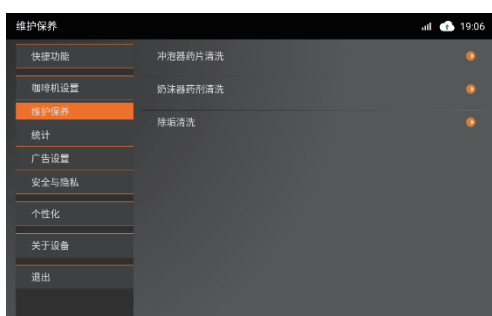 维护保养 19:06
快捷功能
咖啡机设置
维护保养
统计
广告设置
安全与隐私
个性化
关于设备
退出
冲泡器药片清洗
奶沫器药剂清洗
除垢清洗